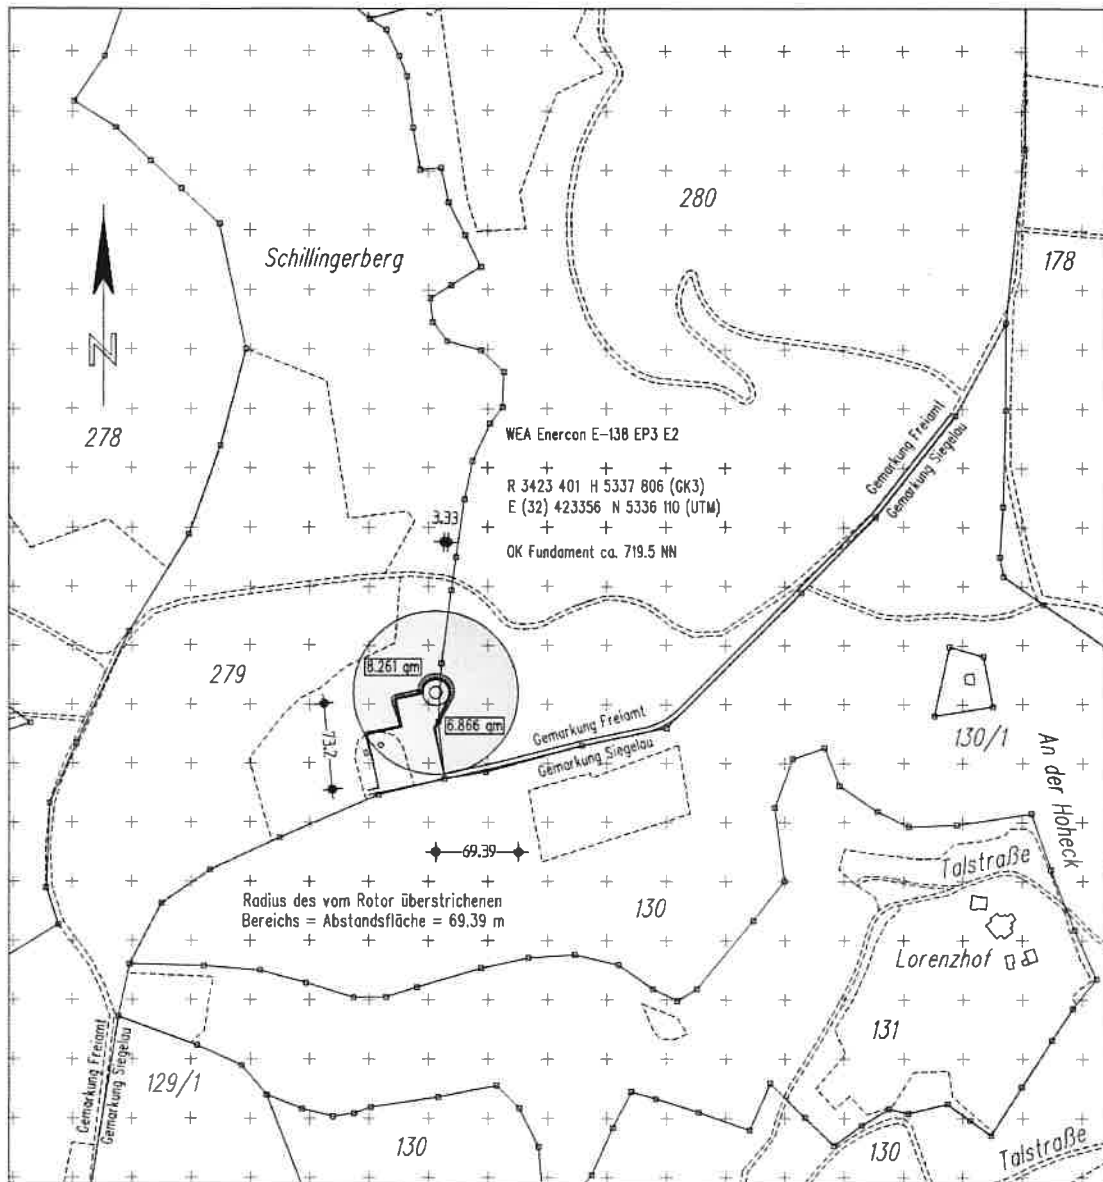 280
Schillingerberg
178
N
278
WEA Enercon E-138 EP3 E2
Gemarkung Freiamt
Gemarkung Siegelau
R 3423 401 H 5337 806 (GK3)
E (32) 423356 N 5336 110 (UTM)
3.33
OK Fundament ca. 719.5 NN
279
8.261 qm
73.2
6.866 qm
Gemarkung Freiamt
Gemarkung Siegelau
130/1
An der Hoheck
69.39
Talstraße
Radius des vom Rotor überstrichenen
Bereichs = Abstandsfläche = 69.39 m
130
Lorenzhof
131
Gemarkung Freiamt
Gemarkung Siegelau
129/1
130
130
Talstraße